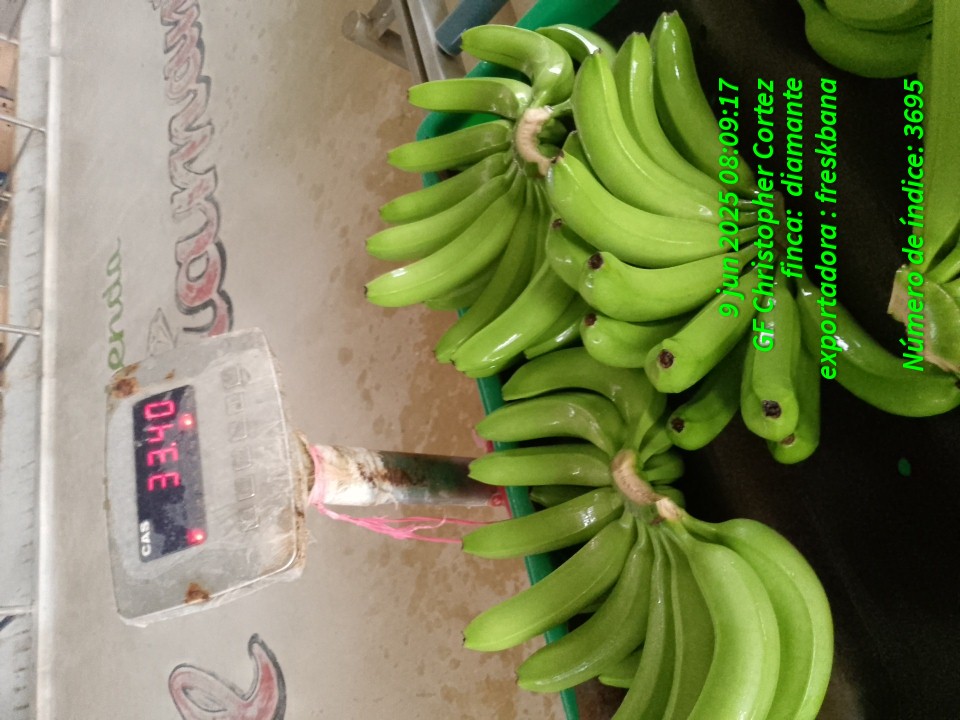 enda
CAS
33.40
9 jun 2025 08:09:17
GF Christopher Cortez
finca: diamante
exportadora : freskbana
Número de índice: 3695